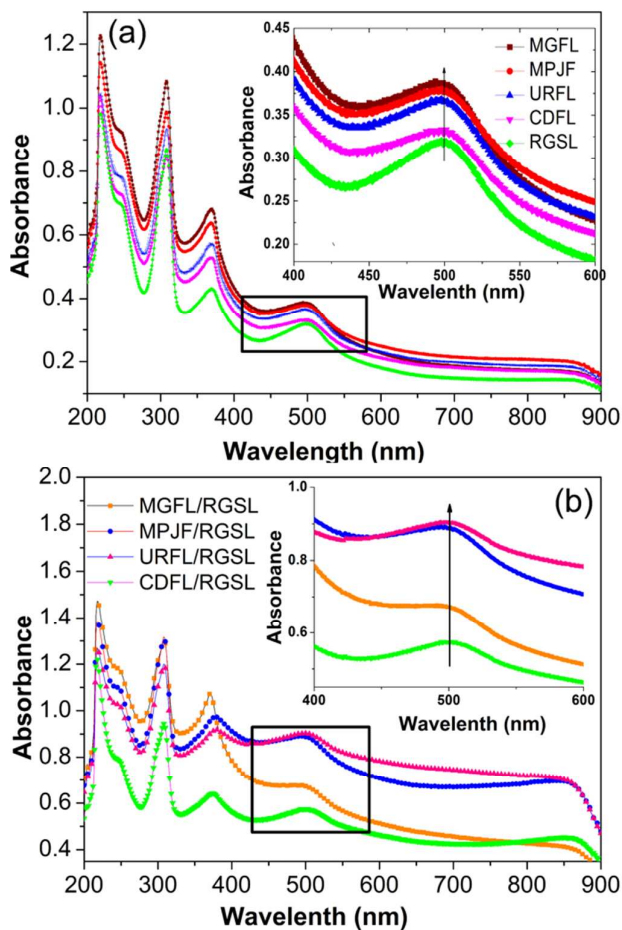 (a)
MGFL
MPJF
URFL
CDFL
RGSL
Absorbance
0.45
0.40
0.35
0.30
0.25
0.20
400 450 500 550 600
Wavelenth (nm)
Absorbance
1.2
1.0
0.8
0.6
0.4
0.2
200 300 400 500 600 700 800 900
Wavelength (nm)
(b)
MGFL/RGSL
MPJF/RGSL
URFL/RGSL
CDFL/RGSL
Absorbance
1.0
0.8
0.6
400 500 600
Wavelenth (nm)
Absorbance
2.0
1.8
1.6
1.4
1.2
1.0
0.8
0.6
0.4
200 300 400 500 600 700 800 900
Wavelenth (nm)